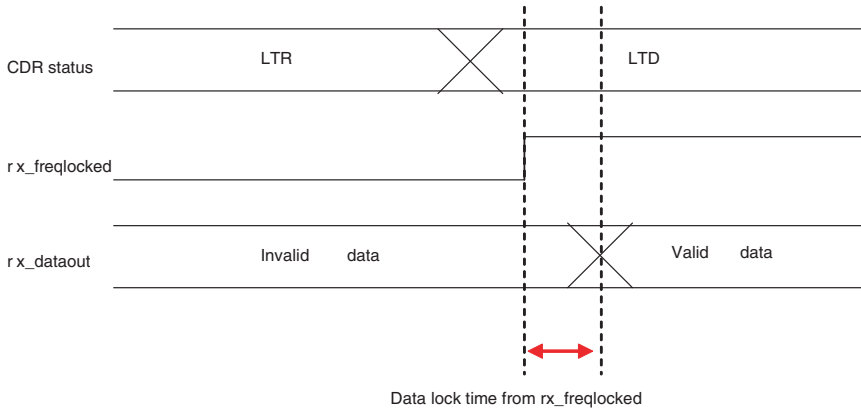 CDR status
LTR
LTD
r x_freqlocked
r x_dataout
Invalid data
Valid data
Data lock time from rx_freqlocked